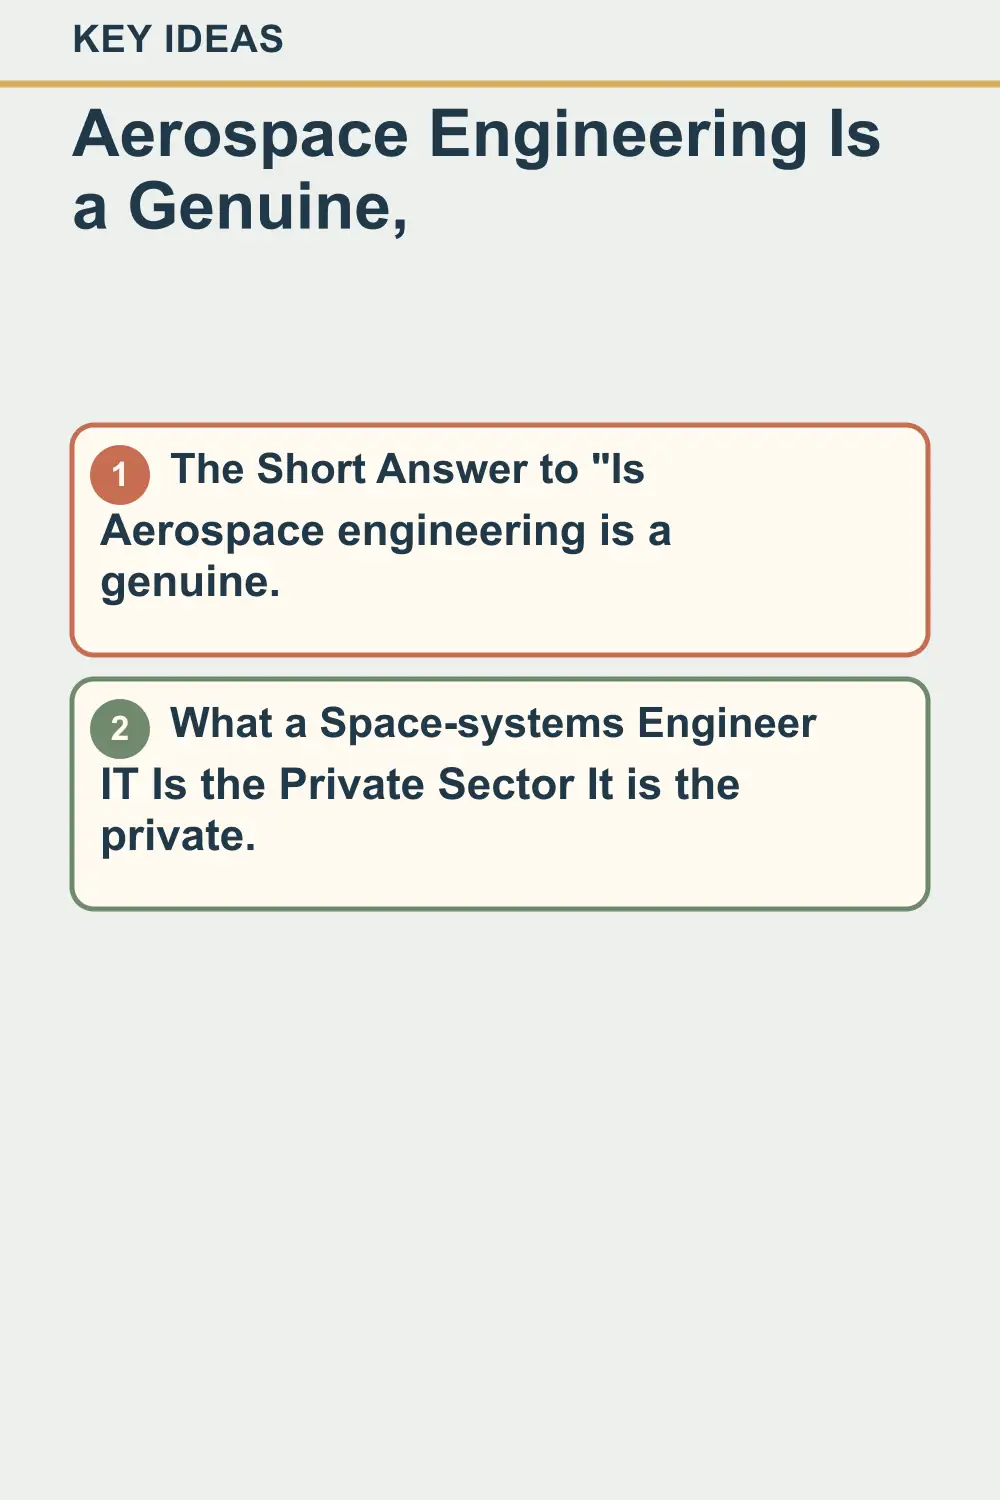 KEY IDEAS
Aerospace Engineering Is
a Genuine,
1 The Short Answer to "Is
Aerospace engineering is a
genuine.
2 What a Space-systems Engineer
IT Is the Private Sector It is the
private.